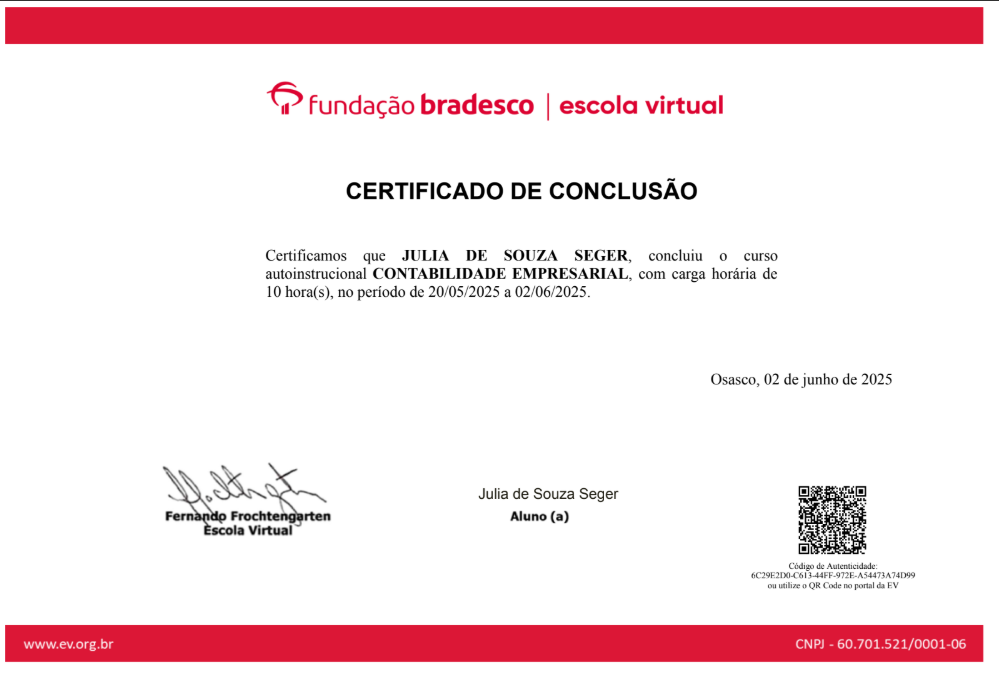 fundação bradesco | escola virtual
CERTIFICADO DE CONCLUSÃO
Certificamos que JULIA DE SOUZA SEGER, concluiu o curso
autoinstrucional CONTABILIDADE EMPRESARIAL, com carga horária de
10 hora(s), no período de 20/05/2025 a 02/06/2025.
Osasco, 02 de junho de 2025
Fernando Frochtengarten
Escola Virtual
Julia de Souza Seger
Aluno (a)
Código de Autenticidade:
6C29E2D0-C613-44FF-972E-A54473A74D99
ou utilize o QR Code no portal da EV
www.ev.org.br
CNPJ - 60.701.521/0001-06